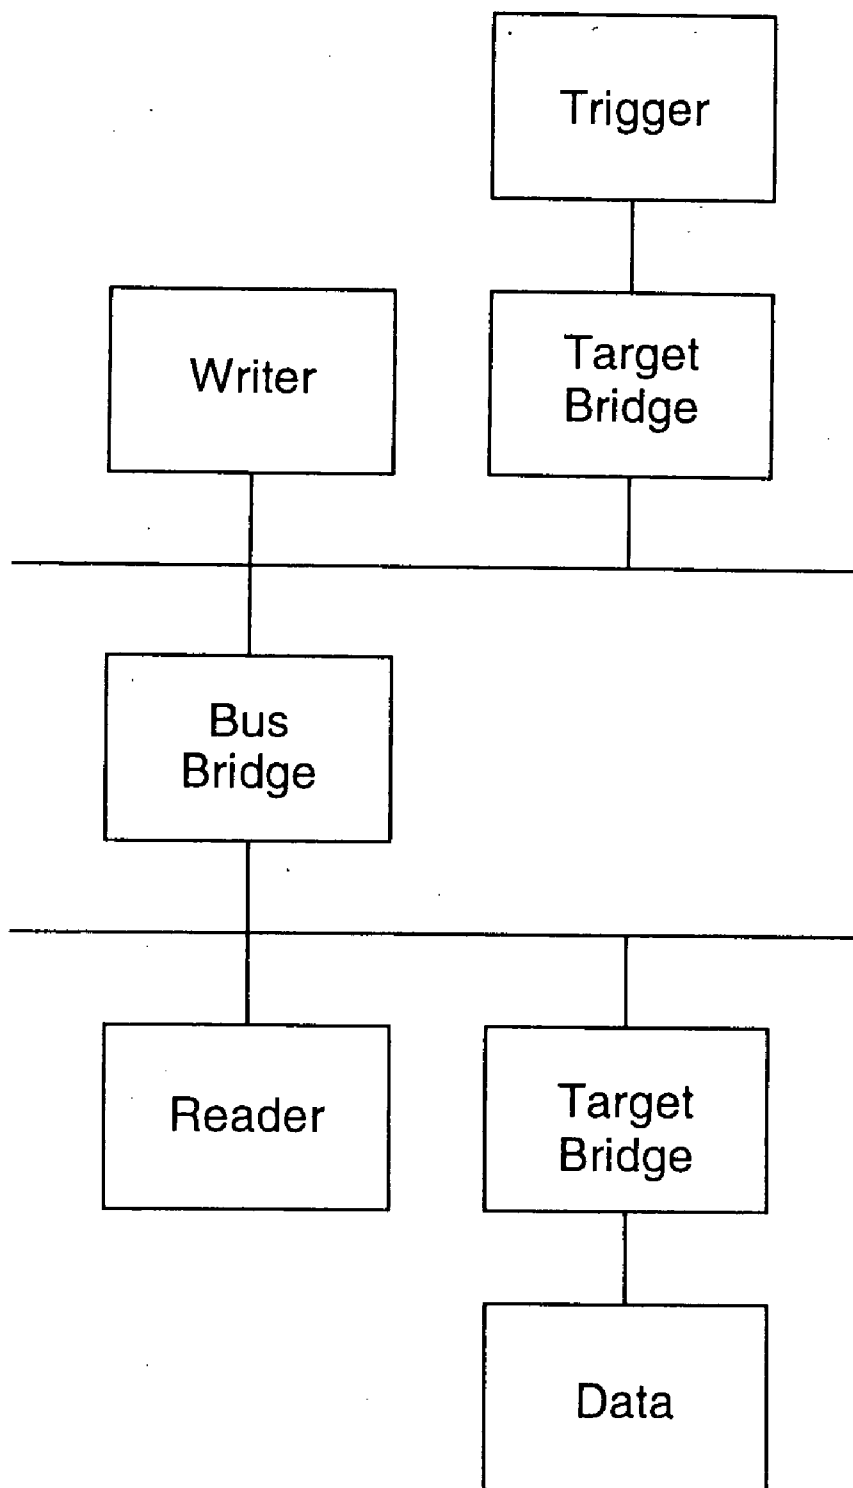 Trigger
Writer
Target
Bridge
Bus
Bridge
Reader
Target
Bridge
Data